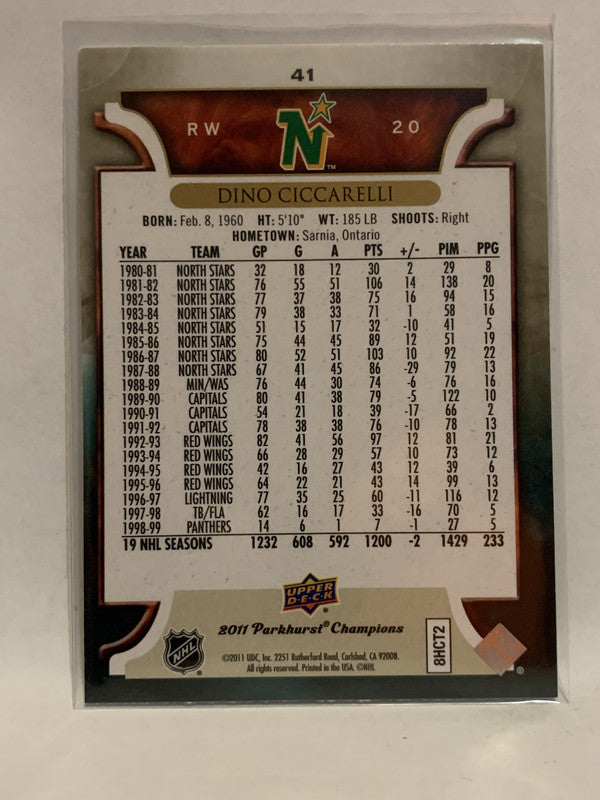 41
RW N 20
TM
DINO CICCARELLI
BORN: Feb. 8, 1960 HT: 5'10" WT: 185 LB SHOOTS: Right
HOMETOWN: Sarnia, Ontario
YEAR TEAM GP G A PTS +/- PIM PPG
1980-81 NORTH STARS 32 18 12 30 2 29 8
1981-82 NORTH STARS 76 55 51 106 14 138 20
1982-83 NORTH STARS 77 37 38 75 16 94 15
1983-84 NORTH STARS 79 38 33 71 1 58 16
1984-85 NORTH STARS 51 15 17 32 -10 41 5
1985-86 NORTH STARS 75 44 45 89 12 51 19
1986-87 NORTH STARS 80 52 51 103 10 92 22
1987-88 NORTH STARS 67 41 45 86 -29 79 13
1988-89 MIN/WAS 76 44 30 74 -6 76 16
1989-90 CAPITALS 80 41 38 79 -5 122 10
1990-91 CAPITALS 54 21 18 39 -17 66 2
1991-92 CAPITALS 78 38 38 76 -10 78 13
1992-93 RED WINGS 82 41 56 97 12 81 21
1993-94 RED WINGS 66 28 29 57 10 73 12
1994-95 RED WINGS 42 16 27 43 12 39 6
1995-96 RED WINGS 64 22 21 43 14 99 13
1996-97 LIGHTNING 77 35 25 60 -11 116 12
1997-98 TB/FLA 62 16 17 33 -16 70 5
1998-99 PANTHERS 14 6 1 7 -1 27 5
19 NHL SEASONS 1232 608 592 1200 -2 1429 233
UPPER
D·E·C·K
2011 Parkhurst® Champions
NHL
®
©2011 UDC, Inc. 2251 Rutherford Road, Carlsbad, CA 92008.
All rights reserved. Printed in the USA. ©NHL
8HCT2
®